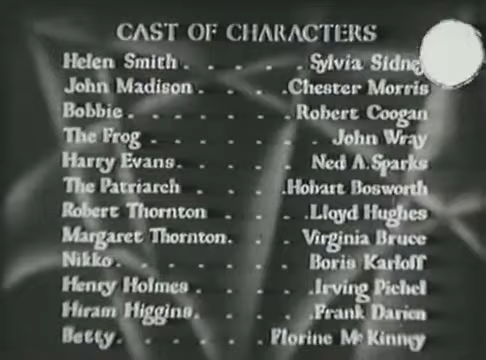 CAST OF CHARACTERS
Helen Smith . . . . . Sylvia Sidney
John Madison . . . . Chester Morris
Bobbie . . . . . . . Robert Coogan
The Frog . . . . . . . John Wray
Harry Evans . . . . . Ned A. Sparks
The Patriarch . . . . Hobart Bosworth
Robert Thornton . . . . Lloyd Hughes
Margaret Thornton . . . Virginia Bruce
Nikko . . . . . . . Boris Karloff
Henry Holmes . . . . . Irving Pichel
Hiram Higgins . . . . . Frank Darien
Betty . . . . . . Florine McKinney